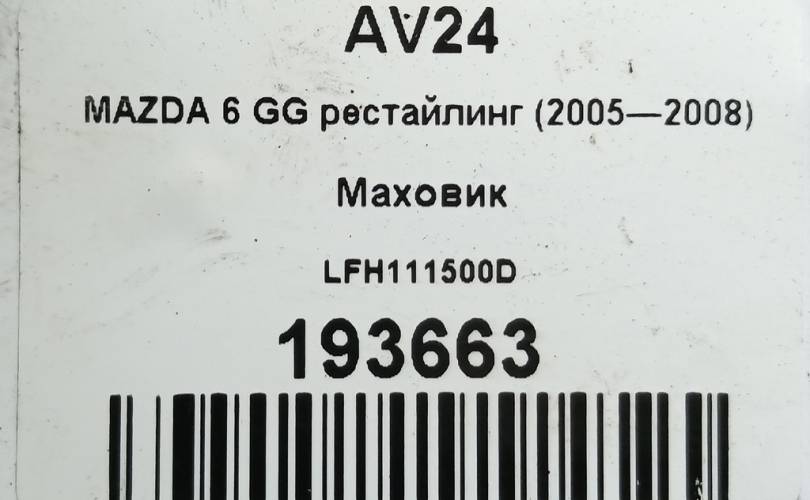 AV24
MAZDA 6 GG рестайлинг (2005—2008)
Маховик
LFH111500D
193663